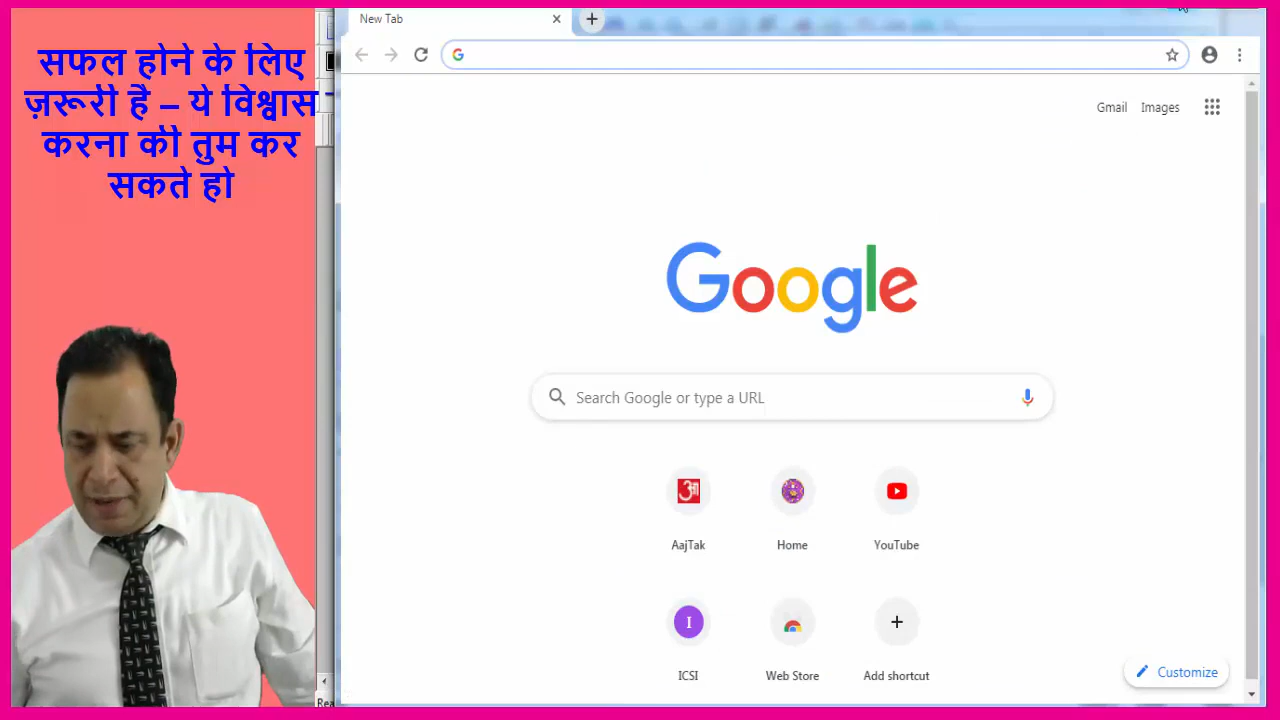 सफल होने के लिए
ज़रूरी है – ये विश्वास
करना की तुम कर
सकते हो
New Tab
Gmail Images
Google
Search Google or type a URL
AajTak Home YouTube
I
ICSI Web Store Add shortcut
Customize
Rea